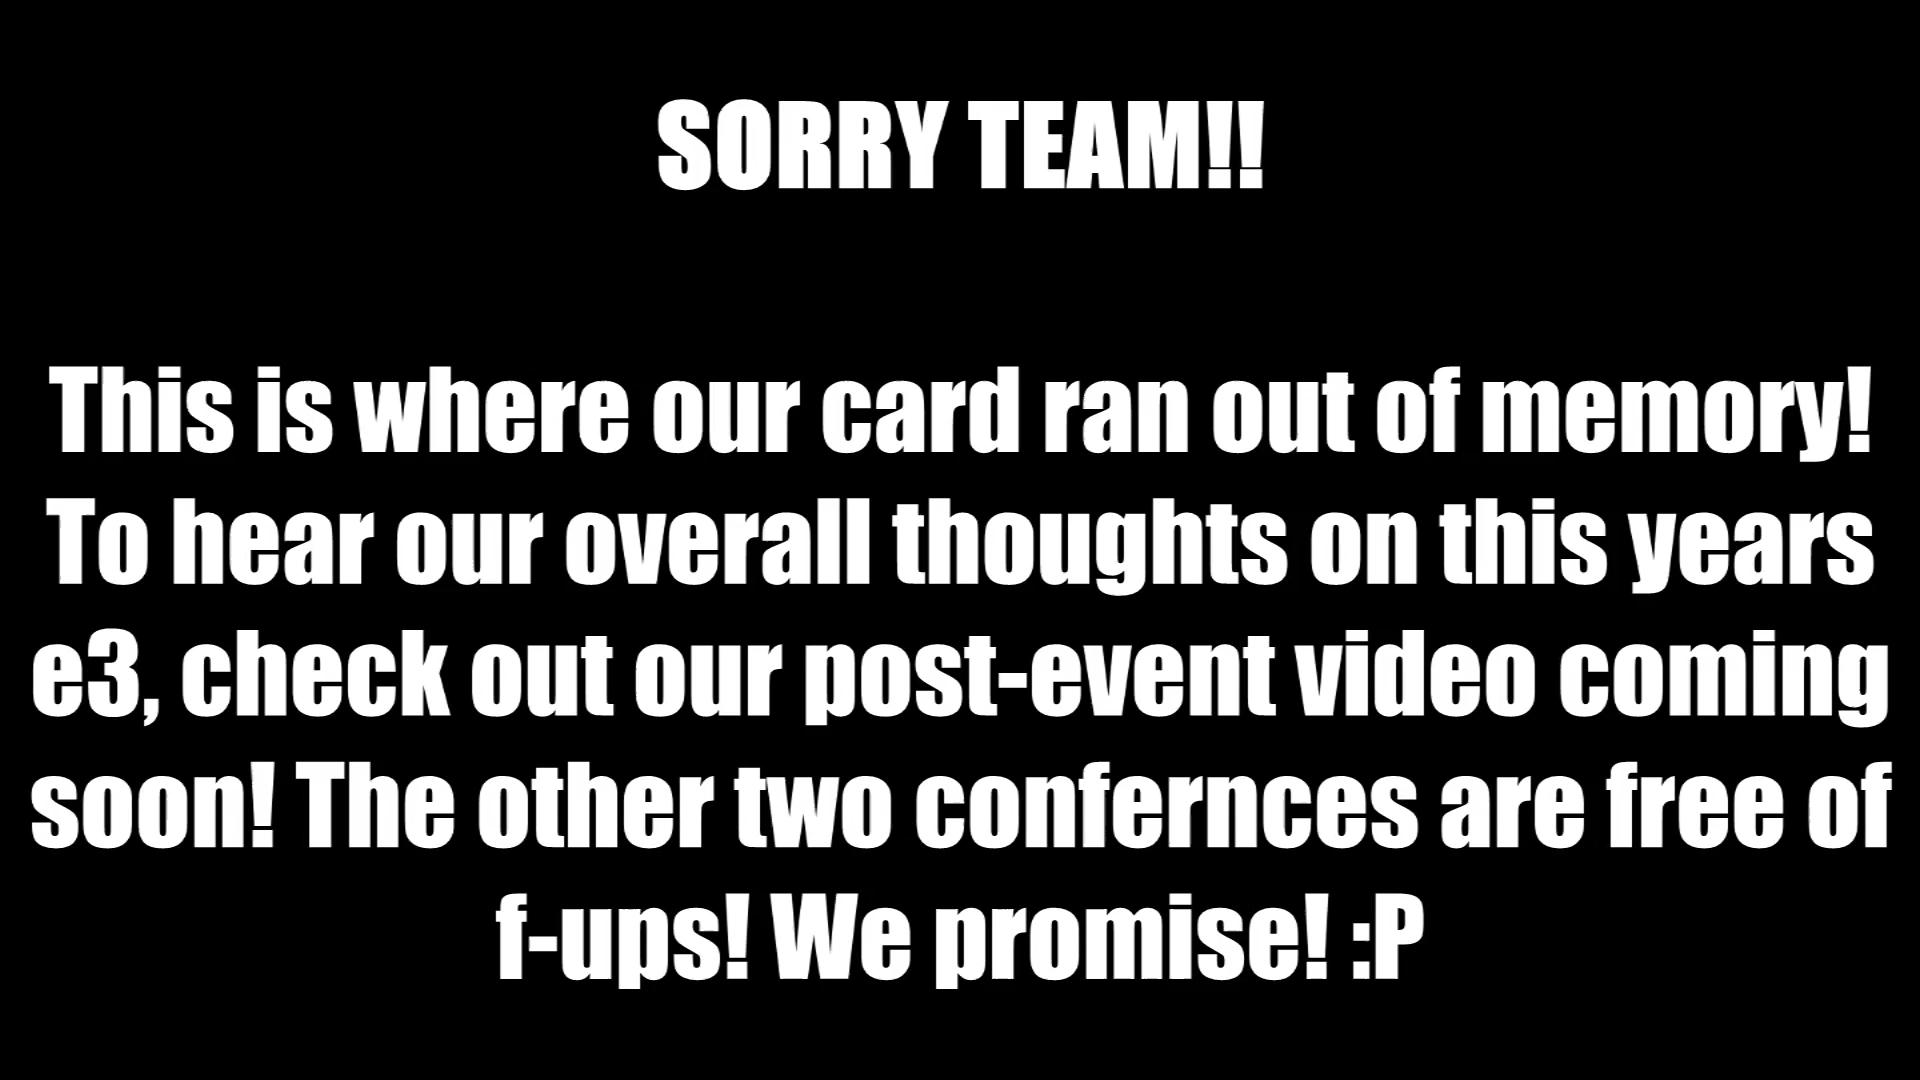 SORRY TEAM!!
This is where our card ran out of memory!
To hear our overall thoughts on this years
e3, check out our post-event video coming
soon! The other two confernces are free of
f-ups! We promise! :P